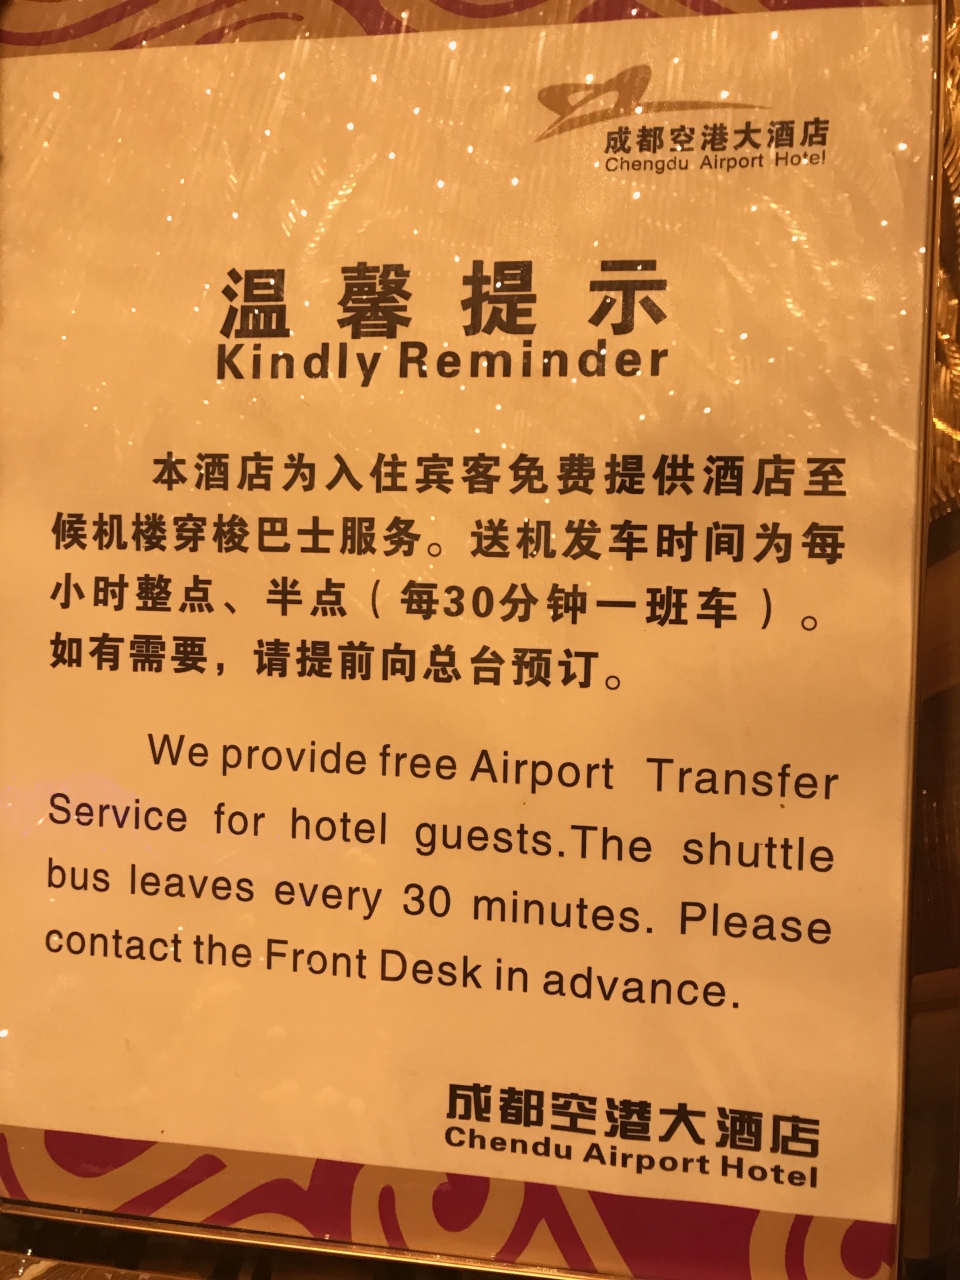 成都空港大酒店
Chengdu Airport Hotel
温馨提示
Kindly Reminder
本酒店为入住宾客免费提供酒店至
候机楼穿梭巴士服务。送机发车时间为每
小时整点、半点（每30分钟一班车）。
如有需要，请提前向总台预订。
We provide free Airport Transfer
Service for hotel guests.The shuttle
bus leaves every 30 minutes. Please
contact the Front Desk in advance.
成都空港大酒店
Chendu Airport Hotel